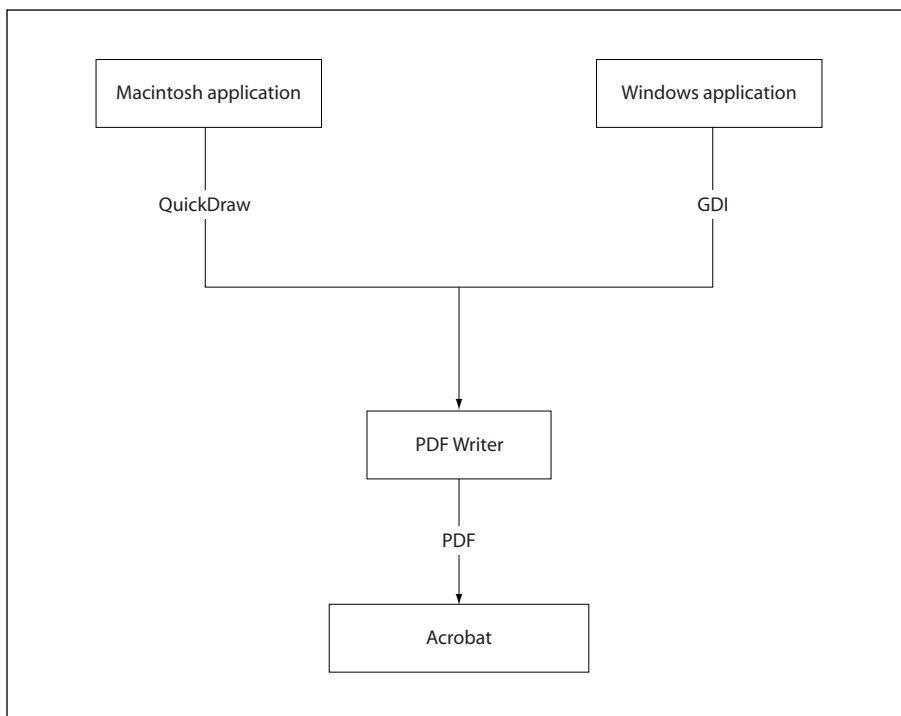 Macintosh application
Windows application
QuickDraw
GDI
PDF Writer
PDF
Acrobat